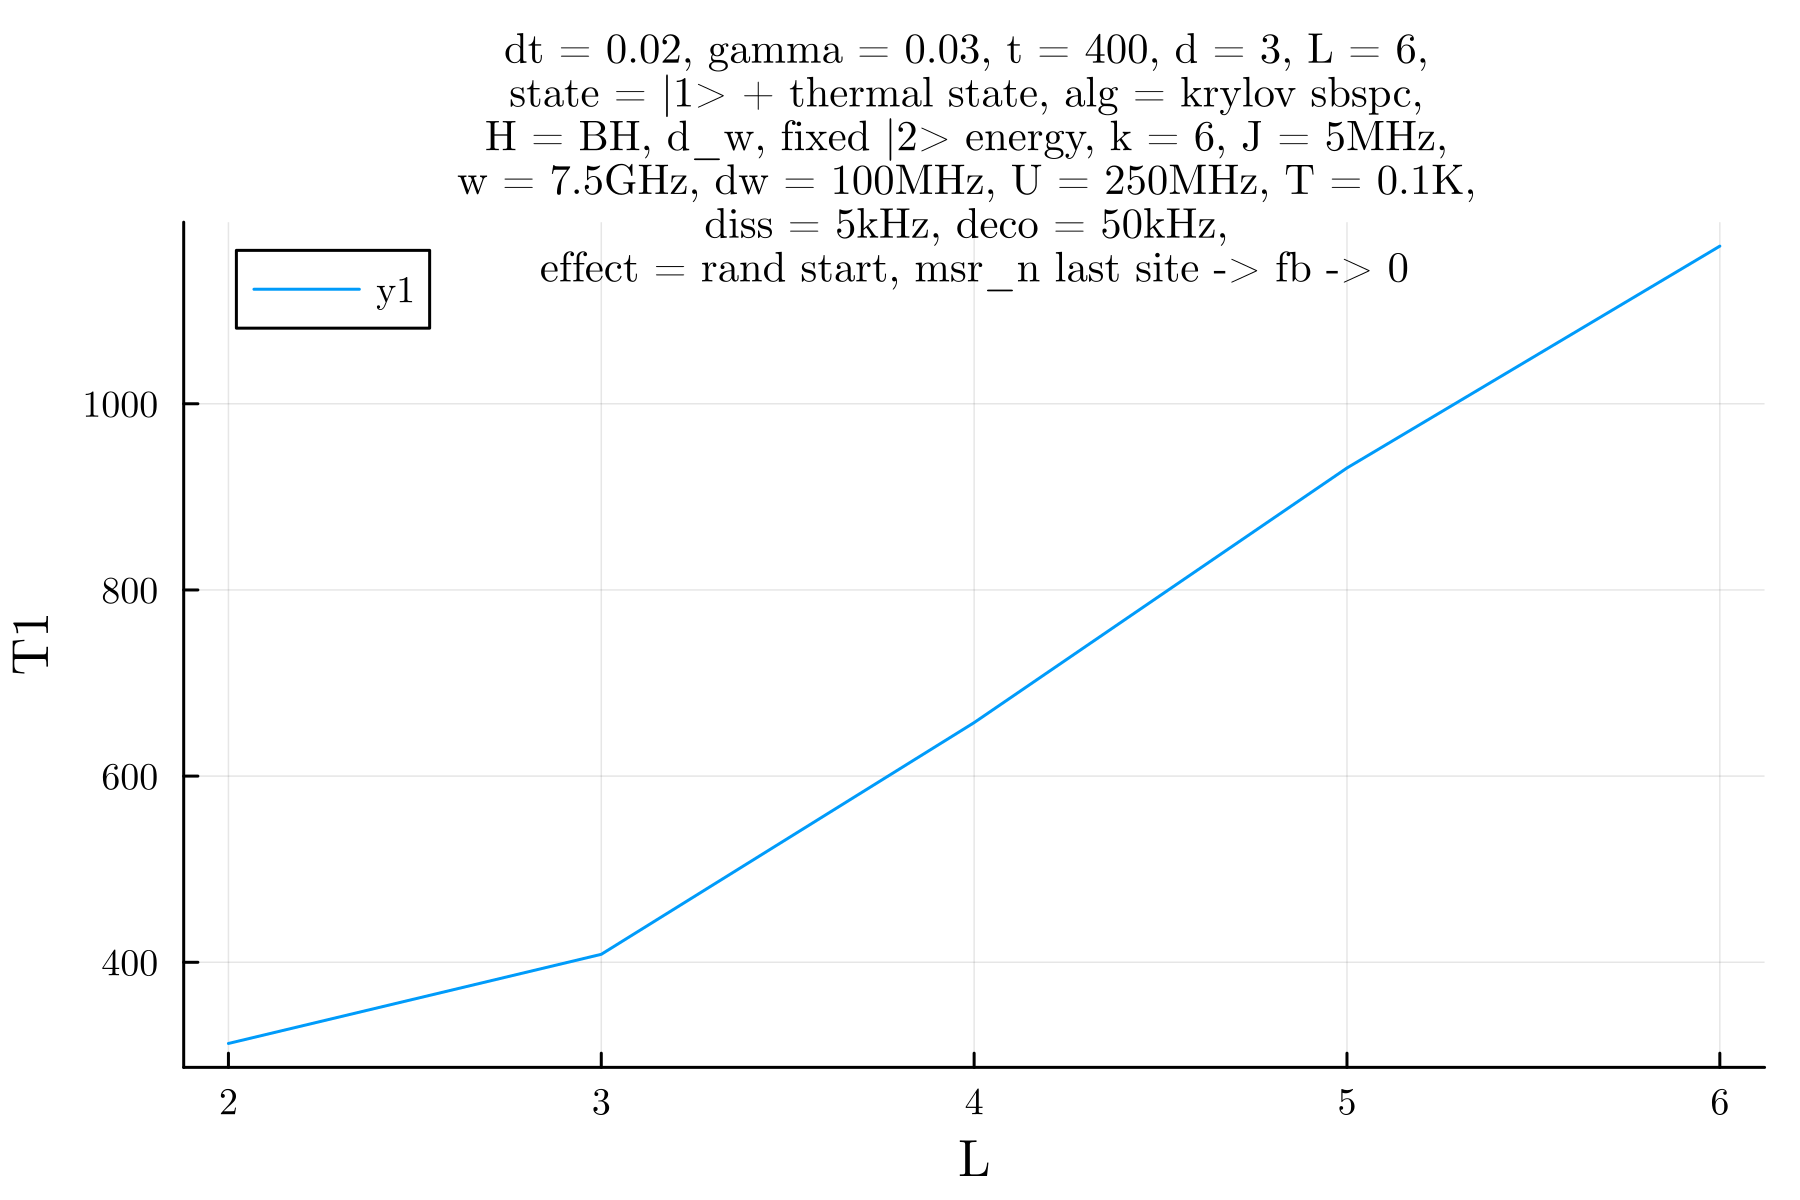 dt = 0.02, gamma = 0.03, t = 400, d = 3, L = 6,
state = |1> + thermal state, alg = krylov sbspc,
H = BH, d_w, fixed |2> energy, k = 6, J = 5MHz,
w = 7.5GHz, dw = 100MHz, U = 250MHz, T = 0.1K,
diss = 5kHz, deco = 50kHz,
effect = rand start, msr_n last site -> fb -> 0
y1
1000
800
600
400
T1
2 3 4 5 6
L